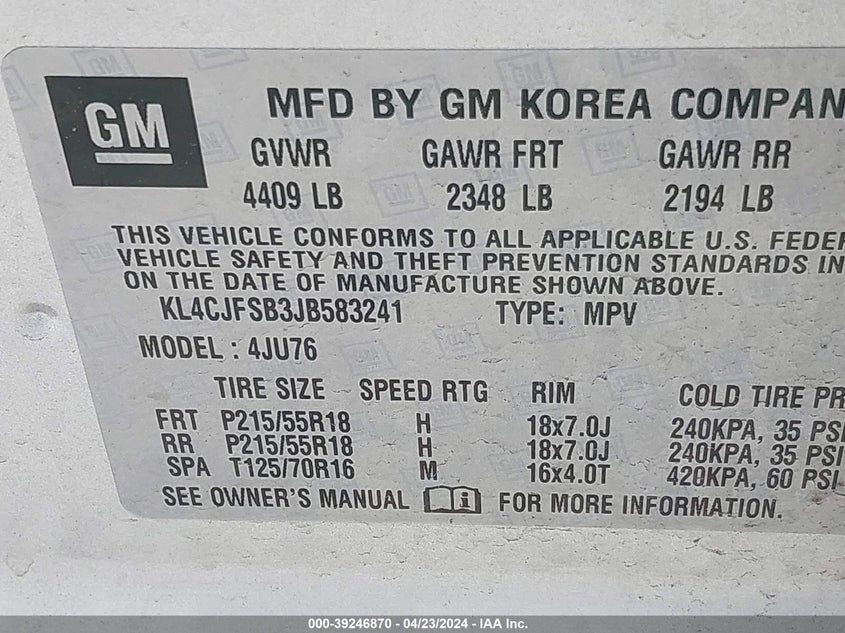 GM
MFD BY GM KOREA COMPAN
GVWR GAWR FRT GAWR RR
4409 LB 2348 LB 2194 LB
THIS VEHICLE CONFORMS TO ALL APPLICABLE U.S. FEDER
VEHICLE SAFETY AND THEFT PREVENTION STANDARDS IN
ON THE DATE OF MANUFACTURE SHOWN ABOVE.
KL4CJFSB3JB583241 TYPE: MPV
MODEL : 4JU76
TIRE SIZE SPEED RTG RIM COLD TIRE PR
FRT P215/55R18 H 18x7.0J 240KPA, 35 PSI
RR P215/55R18 H 18x7.0J 240KPA, 35 PSI
SPA T125/70R16 M 16x4.0T 420KPA, 60 PSI
SEE OWNER'S MANUAL FOR MORE INFORMATION.
000-39246870 - 04/23/2024 - IAA Inc.